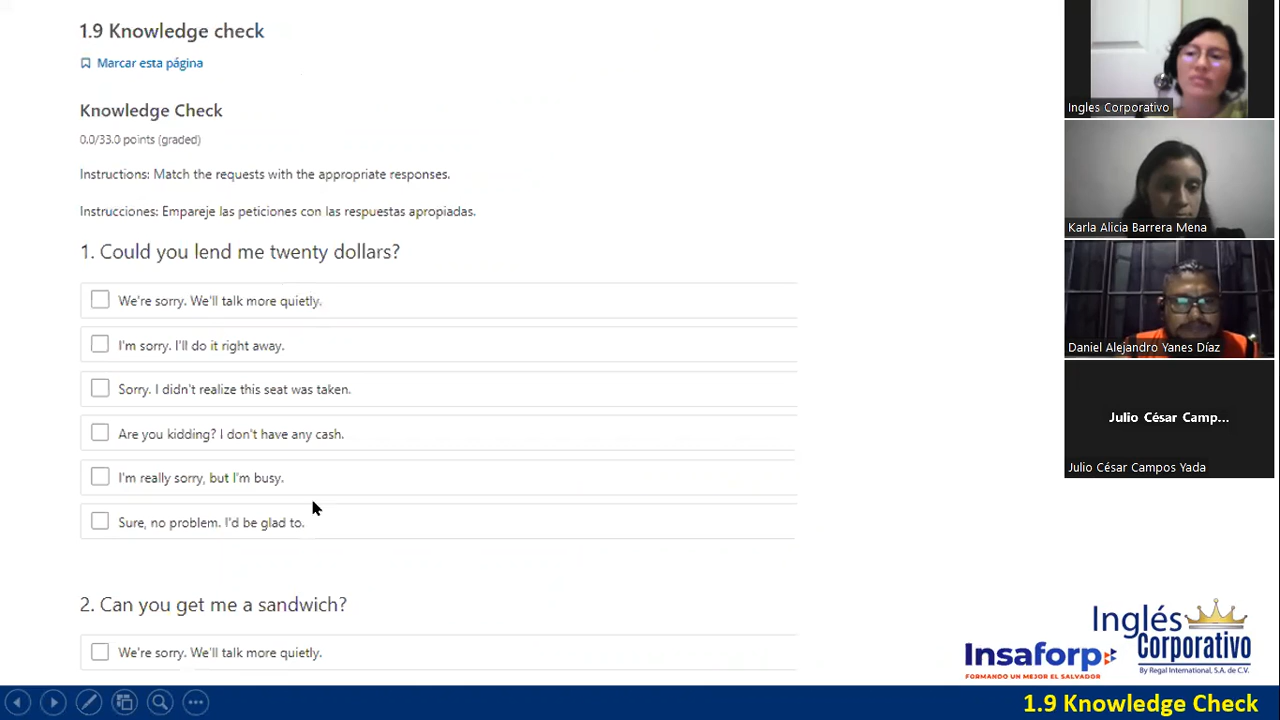 1.9 Knowledge check
Marcar esta página
Knowledge Check
0.0/33.0 points (graded)
Instructions: Match the requests with the appropriate responses.
Instrucciones: Empareje las peticiones con las respuestas apropiadas.
1. Could you lend me twenty dollars?
We're sorry. We'll talk more quietly.
I'm sorry. I'll do it right away.
Sorry. I didn't realize this seat was taken.
Are you kidding? I don't have any cash.
I'm really sorry, but I'm busy.
Sure, no problem. I'd be glad to.
2. Can you get me a sandwich?
We're sorry. We'll talk more quietly.
Ingles Corporativo
Karla Alicia Barrera Mena
Daniel Alejandro Yanes Díaz
Julio César Camp...
Julio César Campos Yada
Insaforp
FORMANDO UN MEJOR EL SALVADOR
Inglés
Corporativo
By Regal International, S.A. de C.V.
1.9 Knowledge Check